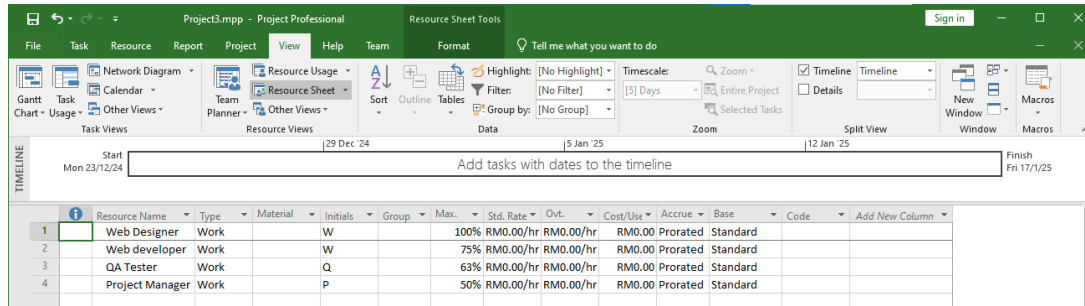 Project3.mpp - Project Professional
Resource Sheet Tools
Sign in
File Task Resource Report Project View Help Team Format Tell me what you want to do
Gantt Chart
Task Usage
Network Diagram
Calendar
Other Views
Task Views
Team Planner
Resource Usage
Resource Sheet
Other Views
Resource Views
Sort
Outline
Tables
Highlight: [No Highlight]
Filter: [No Filter]
Group by: [No Group]
Data
Timescale:
[5] Days
Zoom
Entire Project
Selected Tasks
Zoom
Timeline Timeline
Details
Split View
New Window
Window
Macros
Macros
TIMELINE
29 Dec '24 5 Jan '25 12 Jan '25
Start
Mon 23/12/24
Add tasks with dates to the timeline
Finish
Fri 17/1/25
Resource Name Type Material Initials Group Max. Std. Rate Ovt. Cost/Use Accrue Base Code Add New Column
1 Web Designer Work W 100% RM0.00/hr RM0.00/hr RM0.00 Prorated Standard
2 Web developer Work W 75% RM0.00/hr RM0.00/hr RM0.00 Prorated Standard
3 QA Tester Work Q 63% RM0.00/hr RM0.00/hr RM0.00 Prorated Standard
4 Project Manager Work P 50% RM0.00/hr RM0.00/hr RM0.00 Prorated Standard